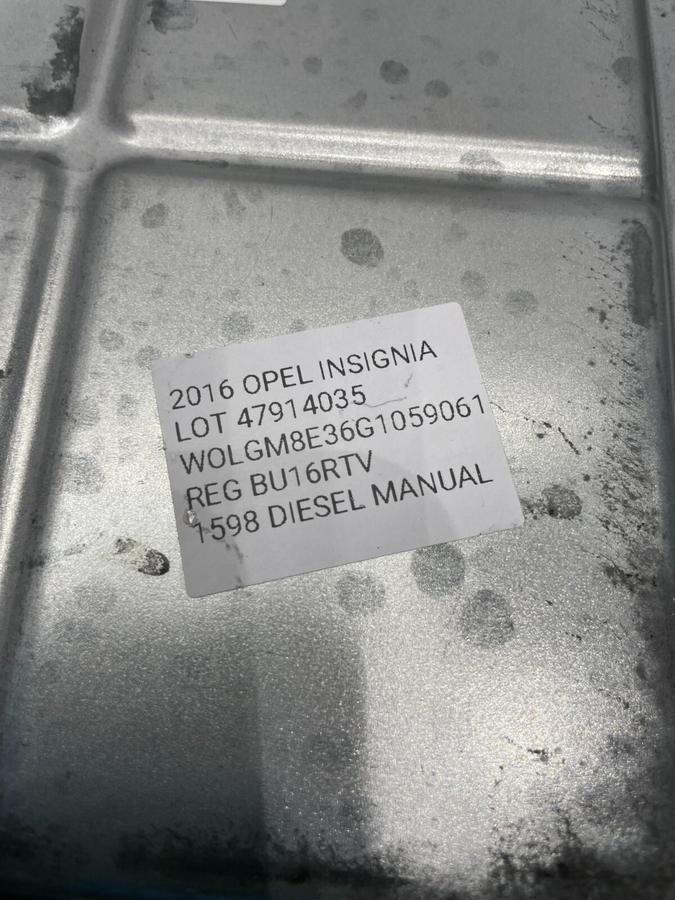 2016 OPEL INSIGNIA
LOT 47914035
WOLGM8E36G1059061
REG BU16RTV
1598 DIESEL MANUAL